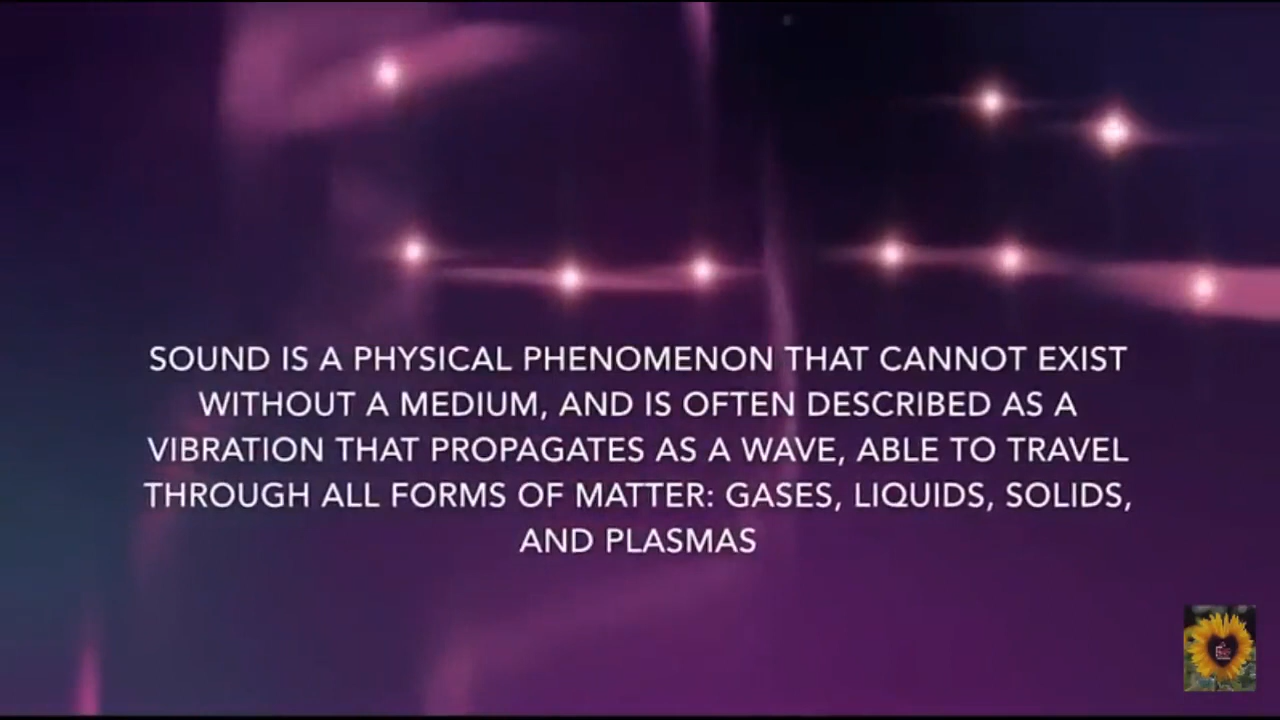 SOUND IS A PHYSICAL PHENOMENON THAT CANNOT EXIST
WITHOUT A MEDIUM, AND IS OFTEN DESCRIBED AS A
VIBRATION THAT PROPAGATES AS A WAVE, ABLE TO TRAVEL
THROUGH ALL FORMS OF MATTER: GASES, LIQUIDS, SOLIDS,
AND PLASMAS